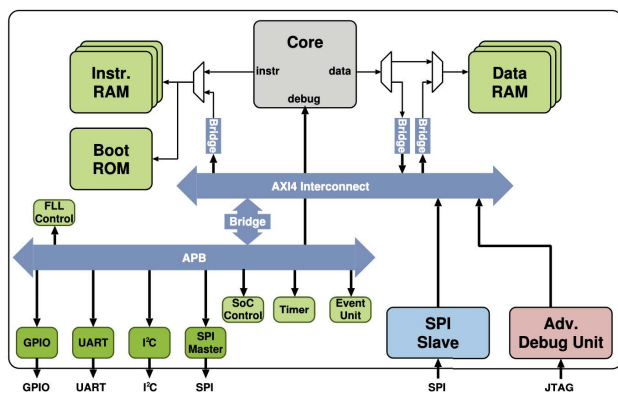 Core
instr
data
debug
Instr.
RAM
Data
RAM
Boot
ROM
Bridge
Bridge
Bridge
AXI4 Interconnect
FLL
Control
Bridge
APB
SoC
Control
Timer
Event
Unit
GPIO
UART
I²C
SPI
Master
SPI
Slave
Adv.
Debug Unit
GPIO
UART
I²C
SPI
SPI
JTAG